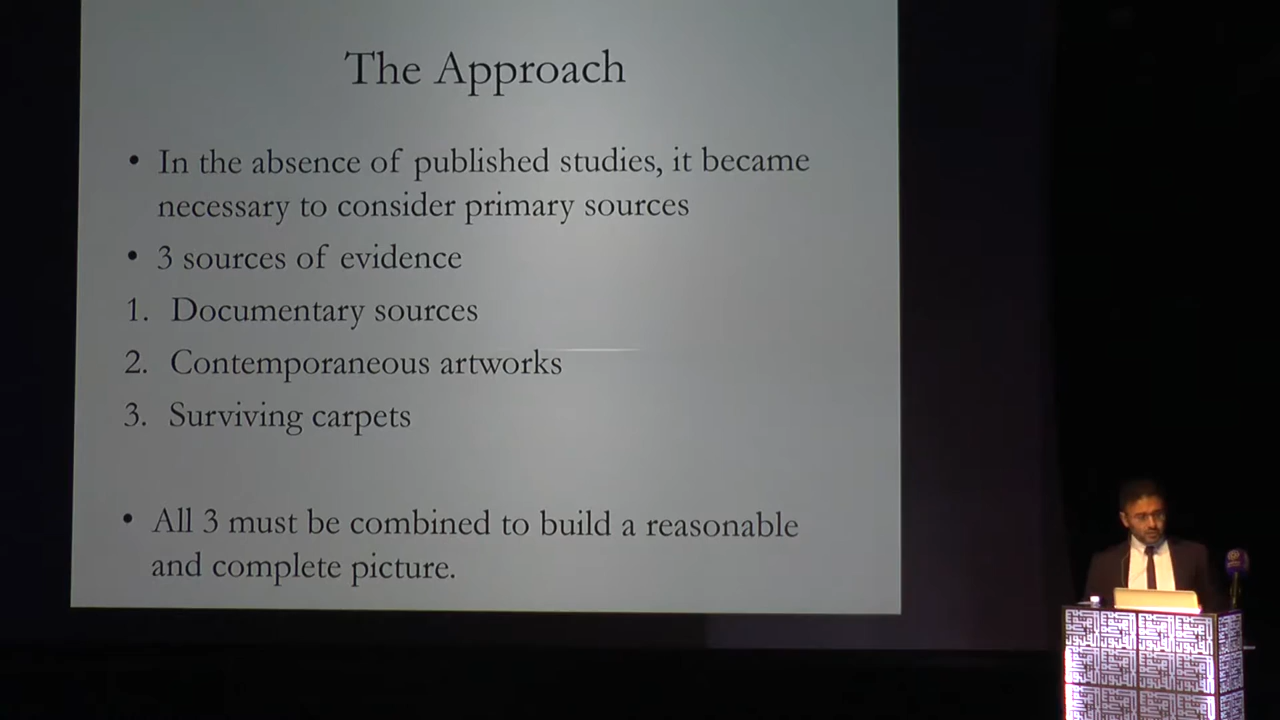 The Approach
• In the absence of published studies, it became
necessary to consider primary sources
• 3 sources of evidence
1. Documentary sources
2. Contemporaneous artworks
3. Surviving carpets
• All 3 must be combined to build a reasonable
and complete picture.